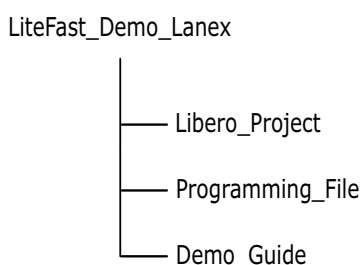 LiteFast_Demo_Lanex
Libero_Project
Programming_File
Demo Guide